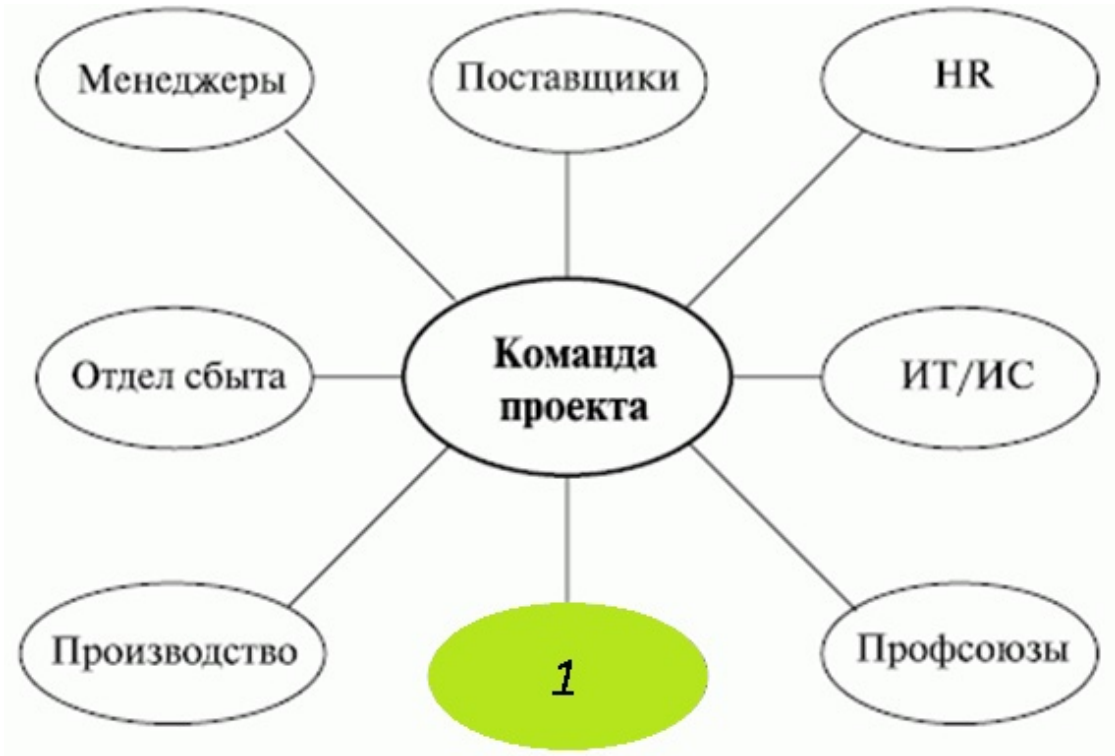 Менеджеры
Поставщики
HR
Отдел сбыта
Команда
проекта
ИТ/ИС
Производство
1
Профсоюзы